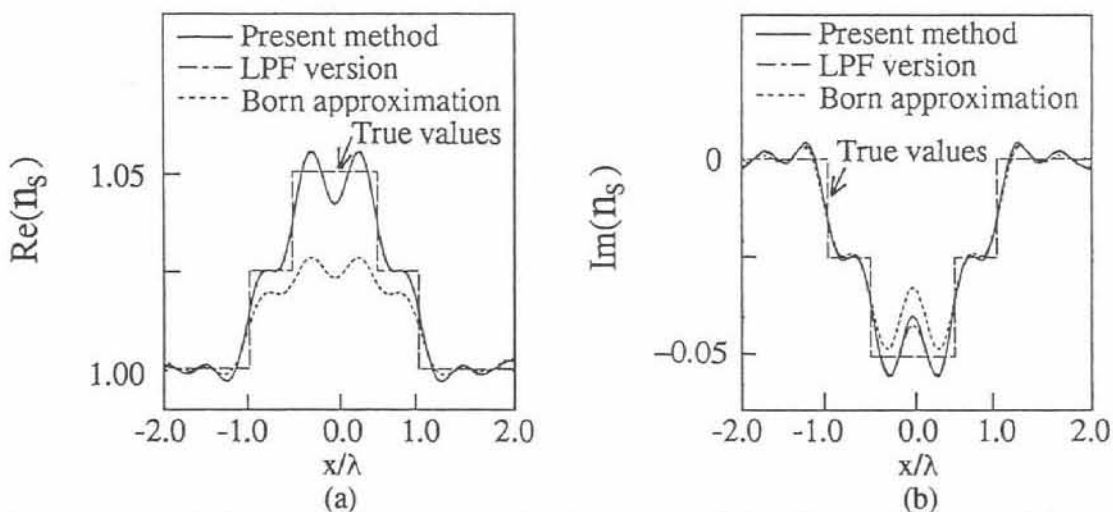 Present method
LPF version
Born approximation
True values
Re(n_s)
1.05
1.00
-2.0 -1.0 0.0 1.0 2.0
x/λ
(a)
Present method
LPF version
Born approximation
True values
Im(n_s)
0
-0.05
-2.0 -1.0 0.0 1.0 2.0
x/λ
(b)